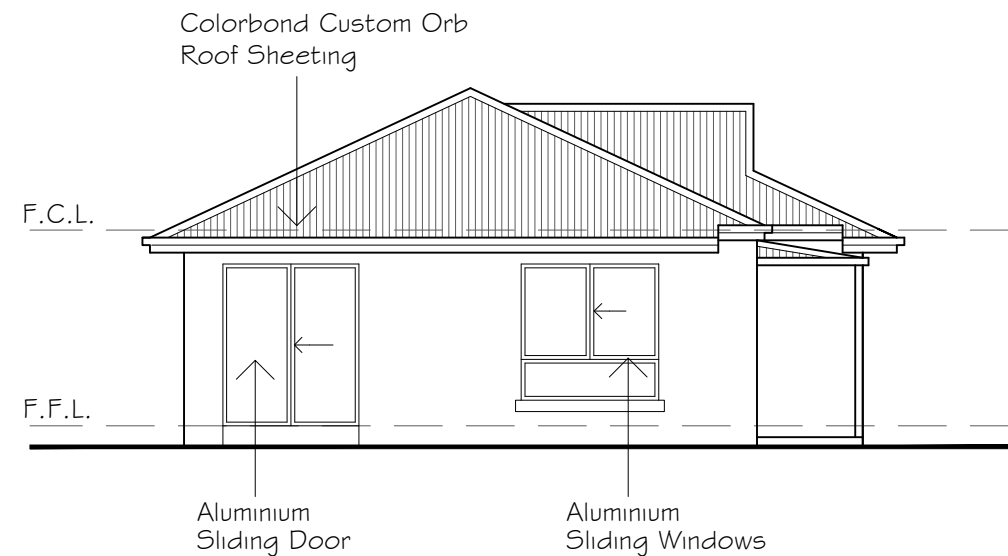 Colorbond Custom Orb
Roof Sheeting
F.C.L.
F.F.L.
Aluminium
Sliding Door
Aluminium
Sliding Windows